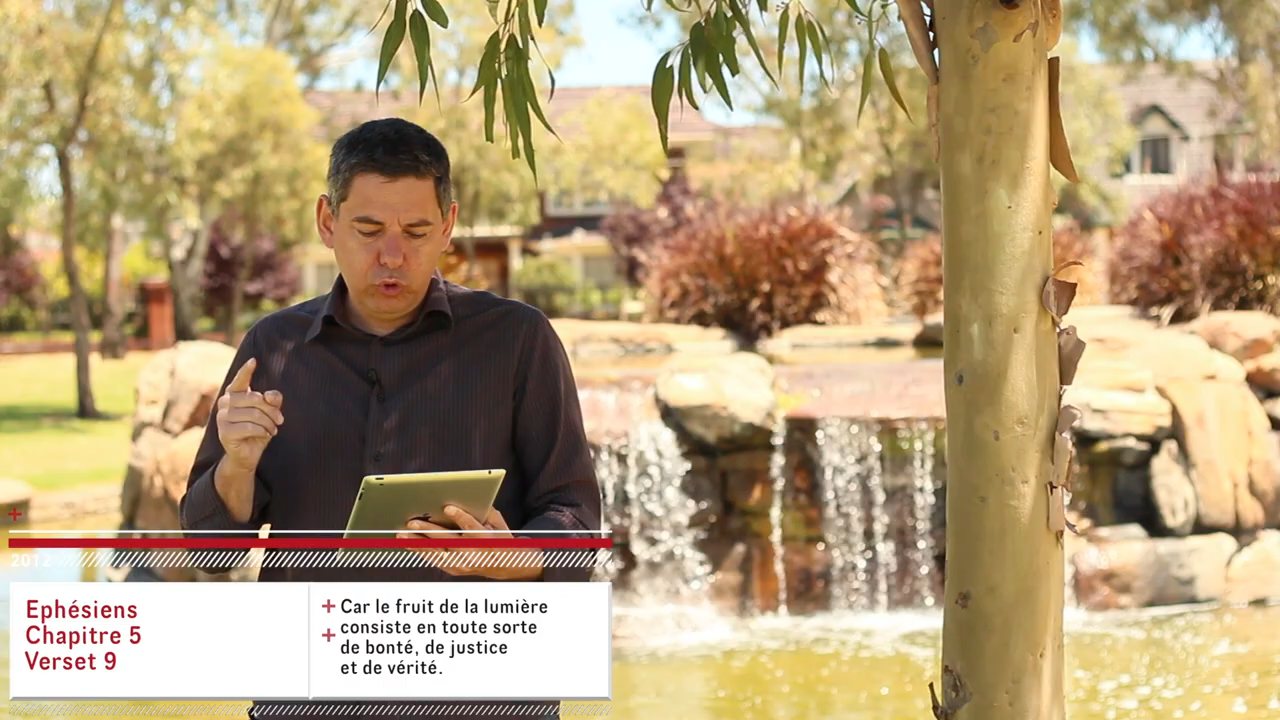 2012
Ephésiens
Chapitre 5
Verset 9
Car le fruit de la lumière
consiste en toute sorte
de bonté, de justice
et de vérité.